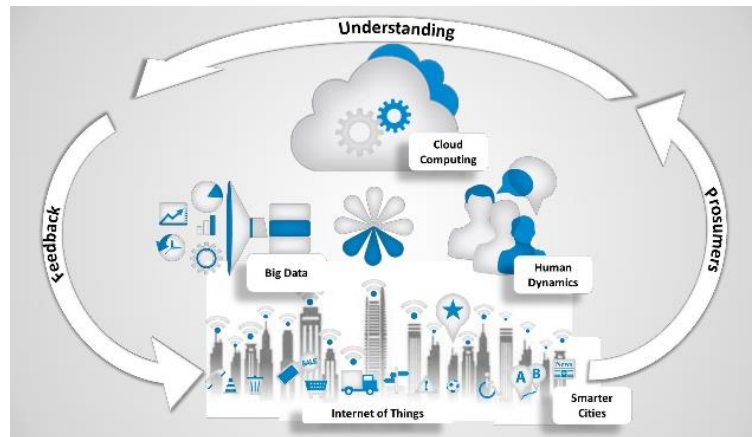 Understanding
Cloud
Computing
Feedback
Prosumers
Big Data
Human
Dynamics
SALE
A B
News
Internet of Things
Smarter
Cities